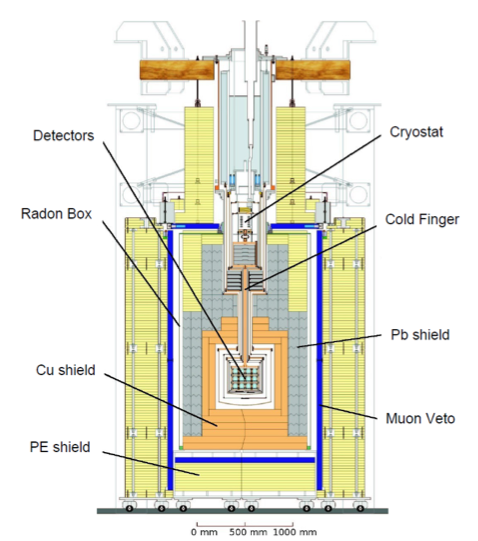 Detectors
Cryostat
Radon Box
Cold Finger
Pb shield
Cu shield
Muon Veto
PE shield
0 mm 500 mm 1000 mm